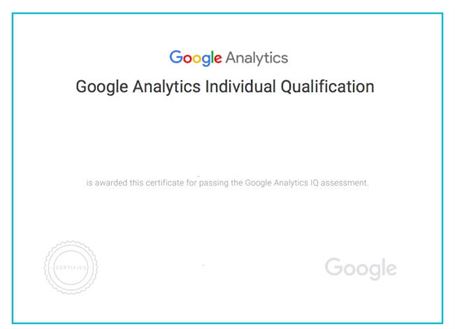 Google Analytics
Google Analytics Individual Qualification
is awarded this certificate for passing the Google Analytics IQ assessment.
CERTIFIED
Google